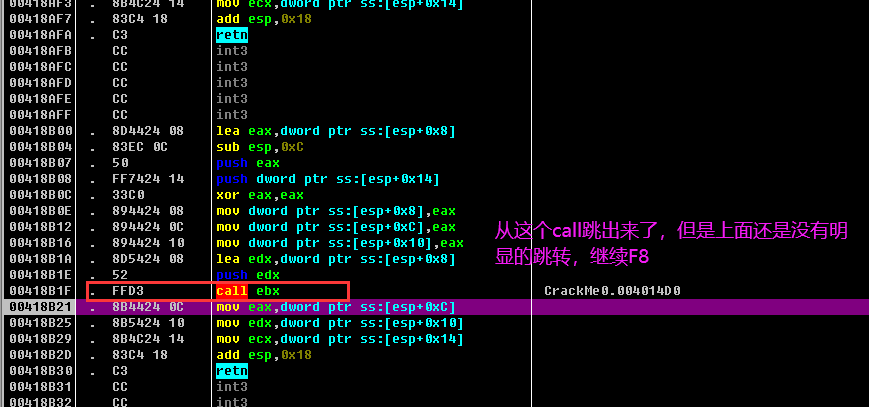 00418AF3 . 8B4C24 14 mov ecx,dword ptr ss:[esp+0x14]
00418AF7 . 83C4 18 add esp,0x18
00418AFA . C3 retn
00418AFB CC int3
00418AFC CC int3
00418AFD CC int3
00418AFE CC int3
00418AFF CC int3
00418B00 . 8D4424 08 lea eax,dword ptr ss:[esp+0x8]
00418B04 . 83EC 0C sub esp,0xC
00418B07 . 50 push eax
00418B08 . FF7424 14 push dword ptr ss:[esp+0x14]
00418B0C . 33C0 xor eax,eax
00418B0E . 894424 08 mov dword ptr ss:[esp+0x8],eax
00418B12 . 894424 0C mov dword ptr ss:[esp+0xC],eax
00418B16 . 894424 10 mov dword ptr ss:[esp+0x10],eax
00418B1A . 8D5424 08 lea edx,dword ptr ss:[esp+0x8]
00418B1E . 52 push edx
00418B1F . FFD3 call ebx CrackMe0.004014D0
00418B21 . 8B4424 0C mov eax,dword ptr ss:[esp+0xC]
00418B25 . 8B5424 10 mov edx,dword ptr ss:[esp+0x10]
00418B29 . 8B4C24 14 mov ecx,dword ptr ss:[esp+0x14]
00418B2D . 83C4 18 add esp,0x18
00418B30 . C3 retn
00418B31 CC int3
00418B32 CC int3
从这个call跳出来了，但是上面还是没有明
显的跳转，继续F8